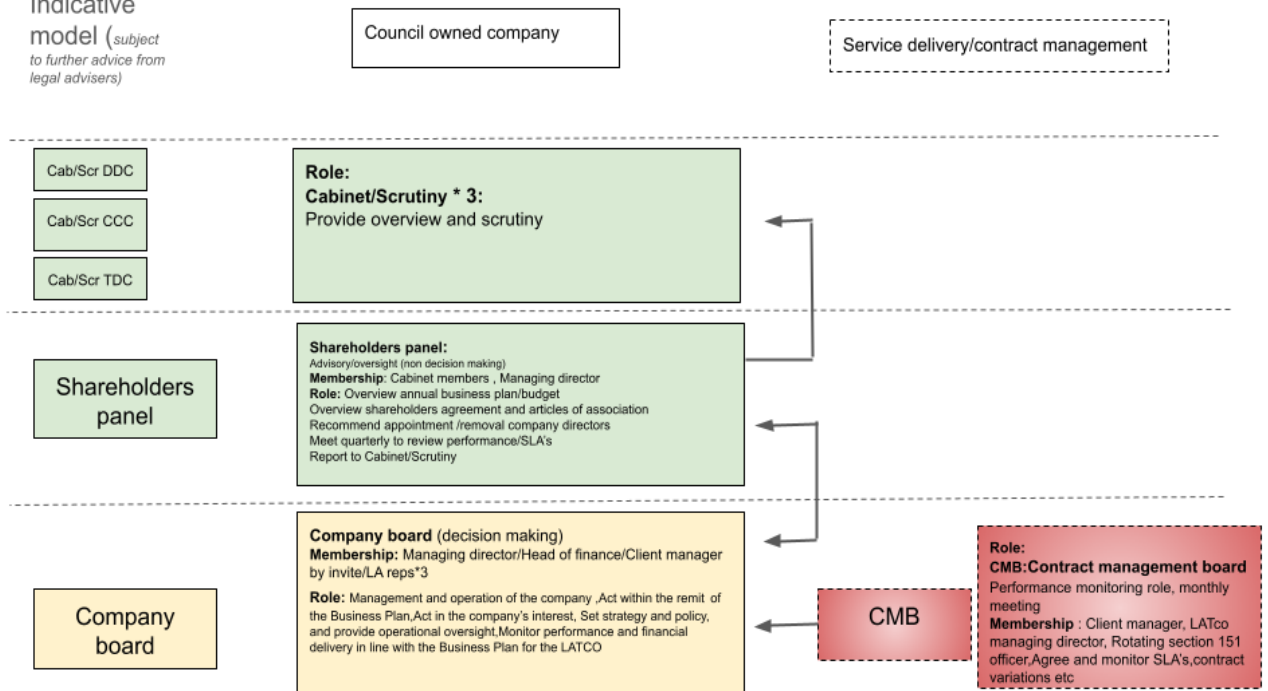 Indicative
model (subject
to further advice from
legal advisers)
Council owned company
Service delivery/contract management
Cab/Scr DDC
Cab/Scr CCC
Cab/Scr TDC
Role:
Cabinet/Scrutiny * 3:
Provide overview and scrutiny
Shareholders
panel
Shareholders panel:
Advisory/oversight (non decision making)
Membership: Cabinet members , Managing director
Role: Overview annual business plan/budget
Overview shareholders agreement and articles of association
Recommend appointment /removal company directors
Meet quarterly to review performance/SLA's
Report to Cabinet/Scrutiny
Company
board
Company board (decision making)
Membership: Managing director/Head of finance/Client manager
by invite/LA reps*3
Role: Management and operation of the company ,Act within the remit of
the Business Plan,Act in the company's interest, Set strategy and policy,
and provide operational oversight,Monitor performance and financial
delivery in line with the Business Plan for the LATCO
CMB
Role:
CMB:Contract management board
Performance monitoring role, monthly
meeting
Membership : Client manager, LATco
managing director, Rotating section 151
officer,Agree and monitor SLA's,contract
variations etc